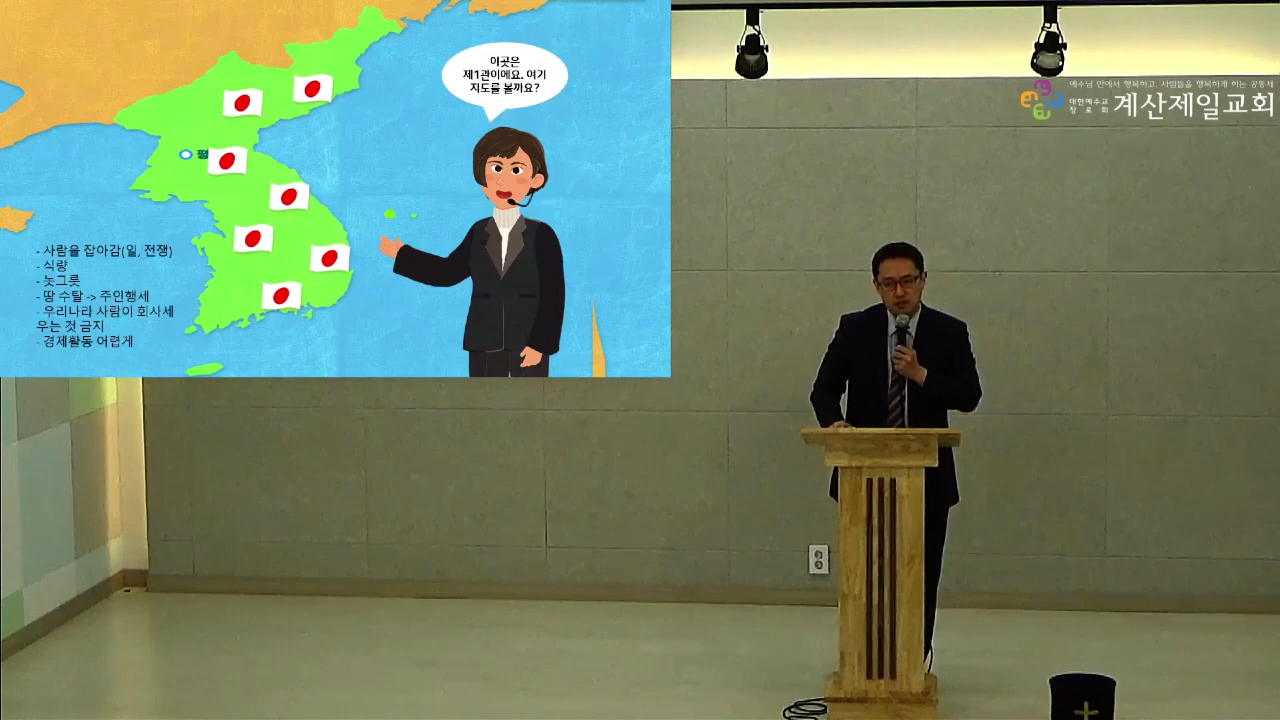 이곳은
제1관이에요. 여기
지도를 볼까요?
평
- 사람을 잡아감(일, 전쟁)
- 식량
- 놋그릇
- 땅 수탈 -> 주인행세
- 우리나라 사람이 회사세
우는 것 금지
- 경제활동 어렵게
예수님 안에서 행복하고, 사람들을 행복하게 하는 공동체
대한예수교
장로회
계산제일교회